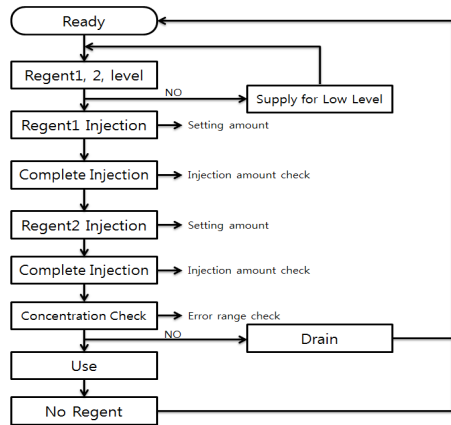 Ready
Regent1, 2, level
NO
Supply for Low Level
Regent1 Injection
Setting amount
Complete Injection
Injection amount check
Regent2 Injection
Setting amount
Complete Injection
Injection amount check
Concentration Check
Error range check
NO
Drain
Use
No Regent